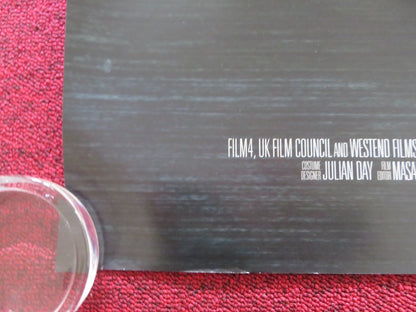 FILM4, UK FILM COUNCIL AND WESTEND FILMS
COSTUME DESIGNER JULIAN DAY FILM EDITOR MASA